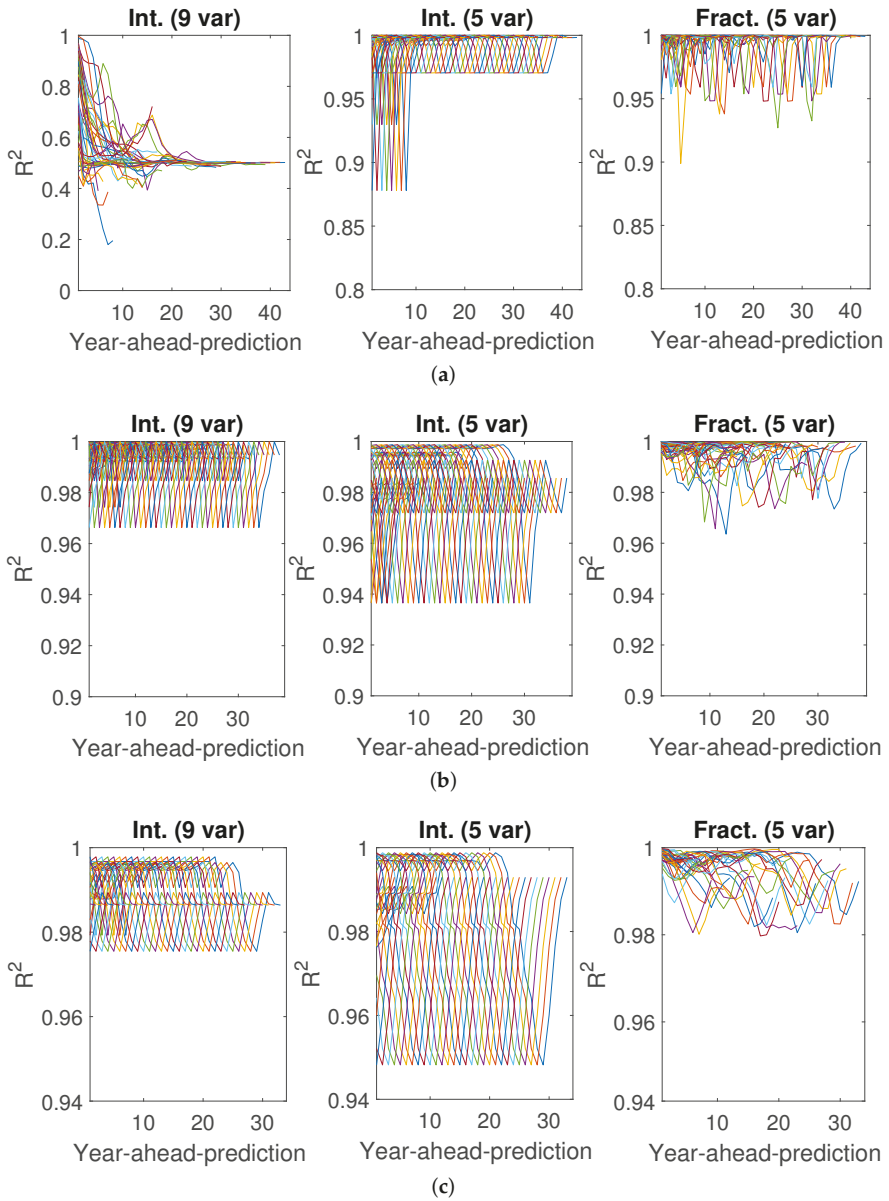 Int. (9 var)
Int. (5 var)
Fract. (5 var)
1
0.8
0.6
0.4
0.2
0
R²
10
20
30
40
Year-ahead-prediction
1
0.95
0.9
0.85
0.8
R²
10
20
30
40
Year-ahead-prediction
1
0.95
0.9
0.85
0.8
R²
10
20
30
40
Year-ahead-prediction
(a)
Int. (9 var)
Int. (5 var)
Fract. (5 var)
1
0.98
0.96
0.94
0.92
0.9
R²
10
20
30
Year-ahead-prediction
1
0.98
0.96
0.94
0.92
0.9
R²
10
20
30
Year-ahead-prediction
1
0.98
0.96
0.94
0.92
0.9
R²
10
20
30
Year-ahead-prediction
(b)
Int. (9 var)
Int. (5 var)
Fract. (5 var)
1
0.98
0.96
0.94
R²
10
20
30
Year-ahead-prediction
1
0.98
0.96
0.94
R²
10
20
30
Year-ahead-prediction
1
0.98
0.96
0.94
R²
10
20
30
Year-ahead-prediction
(c)